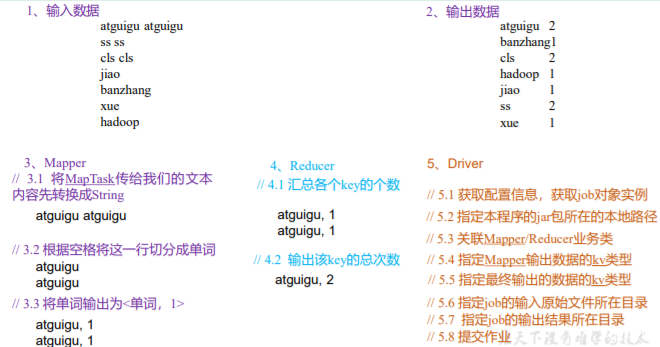 1、输入数据
atguigu atguigu
ss ss
cls cls
jiao
banzhang
xue
hadoop
2、输出数据
atguigu 2
banzhang1
cls 2
hadoop 1
jiao 1
ss 2
xue 1
3、Mapper
// 3.1 将MapTask传给我们的文本
内容先转换成String
atguigu atguigu
// 3.2 根据空格将这一行切分成单词
atguigu
atguigu
// 3.3 将单词输出为<单词，1>
atguigu, 1
atguigu, 1
4、Reducer
// 4.1 汇总各个key的个数
atguigu, 1
atguigu, 1
// 4.2 输出该key的总次数
atguigu, 2
5、Driver
// 5.1 获取配置信息，获取job对象实例
// 5.2 指定本程序的jar包所在的本地路径
// 5.3 关联Mapper/Reducer业务类
// 5.4 指定Mapper输出数据的kv类型
// 5.5 指定最终输出的数据的kv类型
// 5.6 指定job的输入原始文件所在目录
// 5.7 指定job的输出结果所在目录
// 5.8 提交作业
天下没有难学的技术